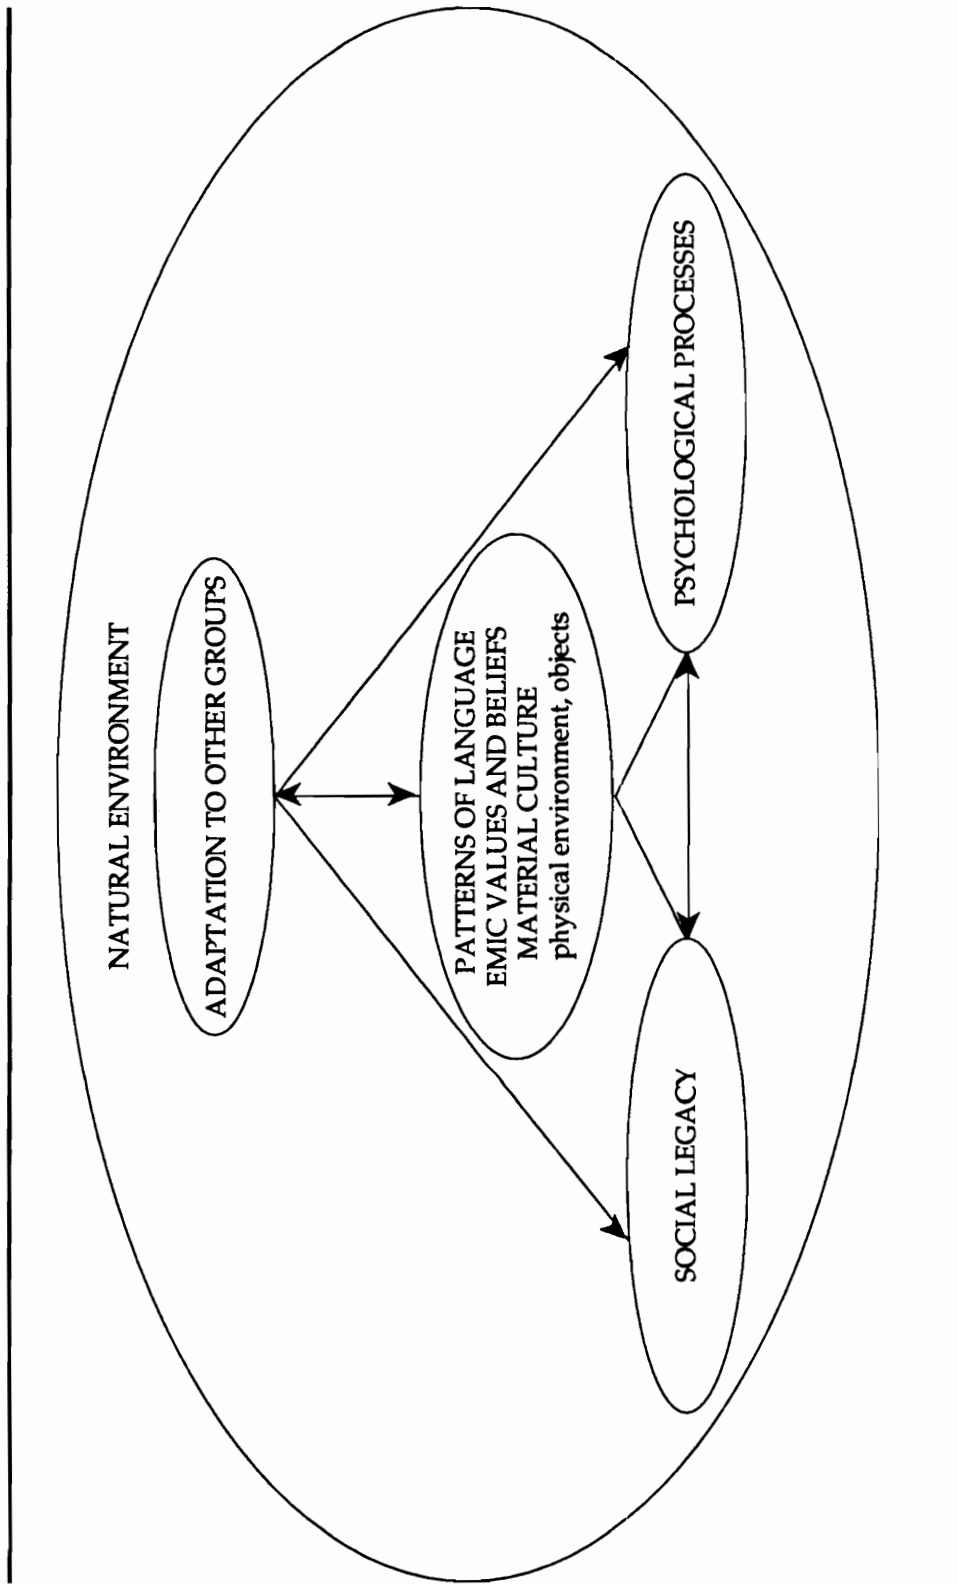 NATURAL ENVIRONMENT
ADAPTATION TO OTHER GROUPS
PATTERNS OF LANGUAGE
EMIC VALUES AND BELIEFS
MATERIAL CULTURE
physical environment, objects
SOCIAL LEGACY
PSYCHOLOGICAL PROCESSES